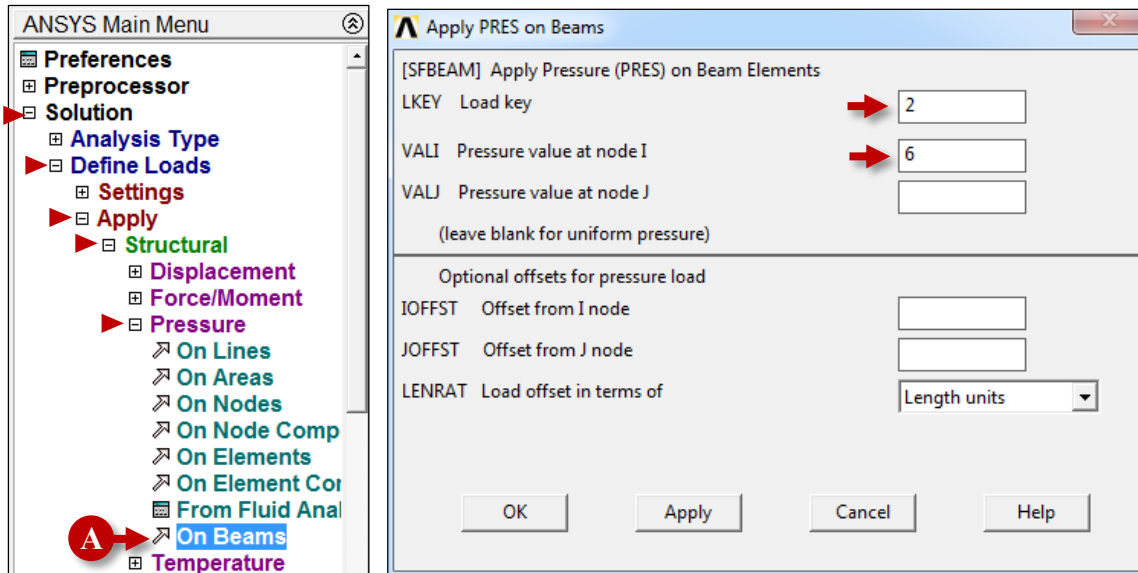 ANSYS Main Menu
Preferences
Preprocessor
Solution
Analysis Type
Define Loads
Settings
Apply
Structural
Displacement
Force/Moment
Pressure
On Lines
On Areas
On Nodes
On Node Comp
On Elements
On Element Cor
From Fluid Anal
A On Beams
Temperature
Apply PRES on Beams
[SFBEAM] Apply Pressure (PRES) on Beam Elements
LKEY Load key 2
VALI Pressure value at node I 6
VALJ Pressure value at node J
(leave blank for uniform pressure)
Optional offsets for pressure load
IOFFST Offset from I node
JOFFST Offset from J node
LENRAT Load offset in terms of Length units
OK Apply Cancel Help